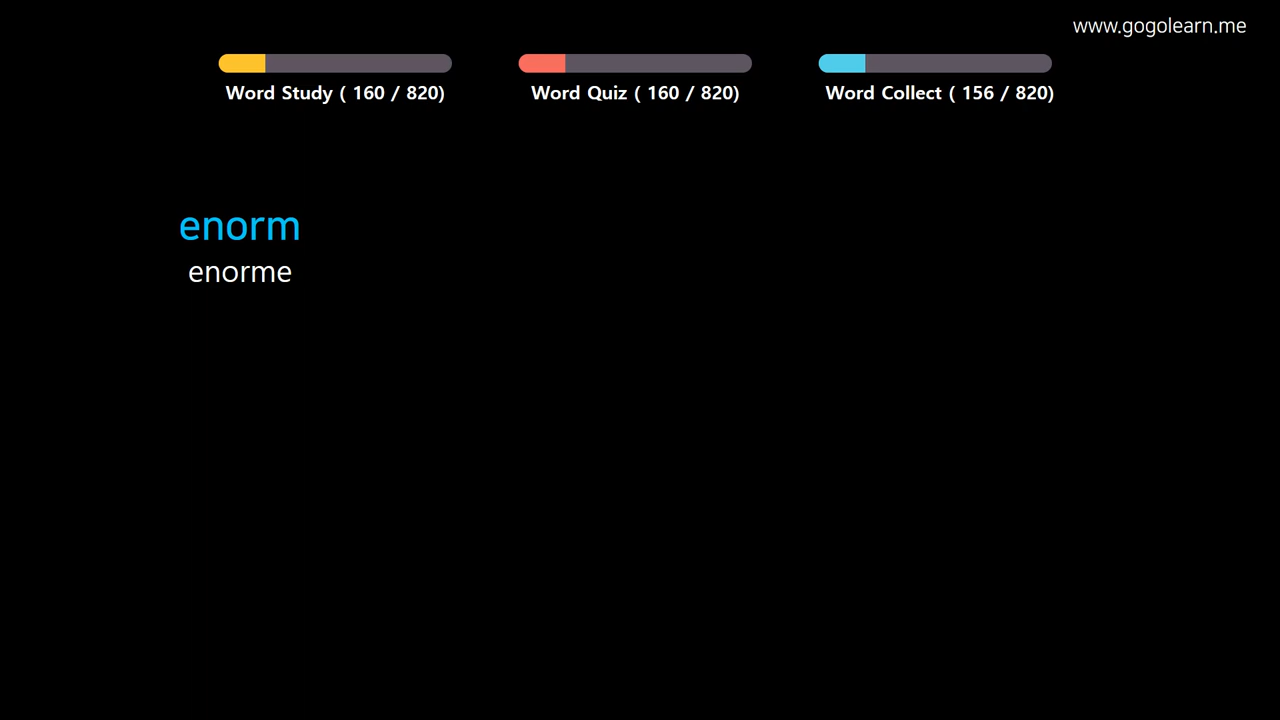 www.gogolearn.me
Word Study ( 160 / 820)
Word Quiz ( 160 / 820)
Word Collect ( 156 / 820)
enorm
enorme